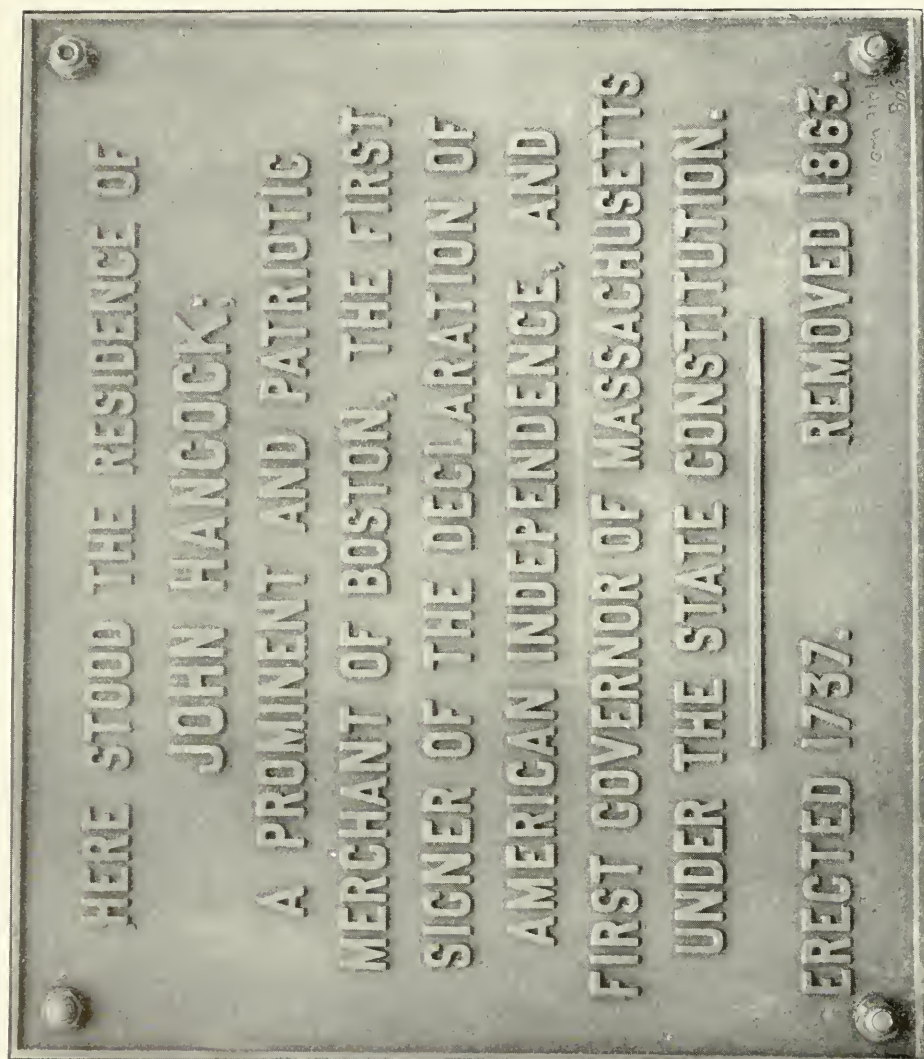 HERE STOOD THE RESIDENCE OF
JOHN HANCOCK;
A PROMINENT AND PATRIOTIC
MERCHANT OF BOSTON, THE FIRST
SIGNER OF THE DECLARATION OF
AMERICAN INDEPENDENCE, AND
FIRST GOVERNOR OF MASSACHUSETTS
UNDER THE STATE CONSTITUTION.
ERECTED 1737. REMOVED 1863.